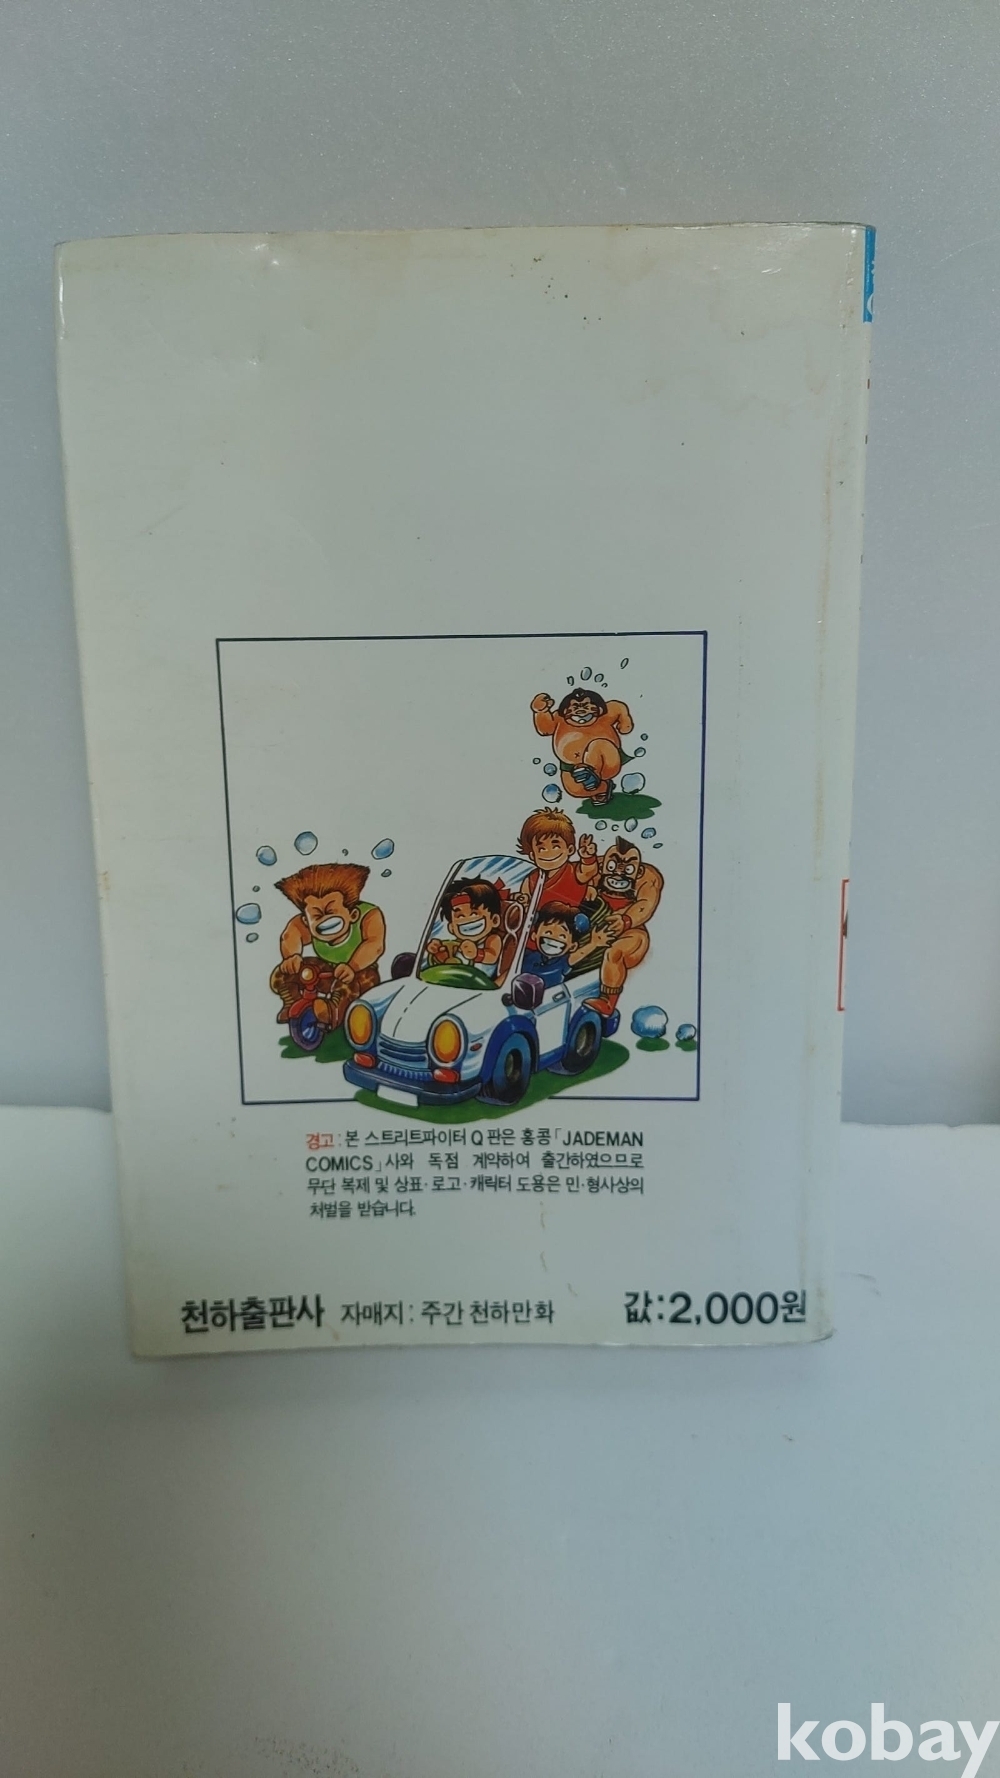 경고: 본 스트리트파이터 Q 판은 홍콩「JADEMAN
COMICS」사와 독점 계약하여 출간하였으므로
무단 복제 및 상표·로고·캐릭터 도용은 민·형사상의
처벌을 받습니다.
천하출판사 자매지: 주간 천하만화 값:2,000원
kobay